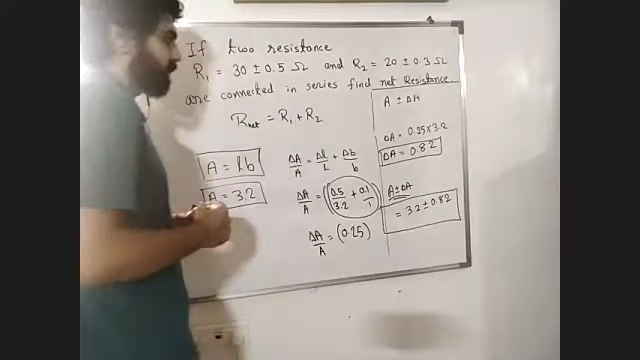 If two resistance
R₁ = 30 ± 0.5 Ω and R₂ = 20 ± 0.3 Ω
are connected in series find net Resistance
Rnet = R₁ + R₂
A = lb
A = 3.2
ΔA/A = Δl/l + Δb/b
ΔA/A = (0.5/3.2 + 0.1/1)
ΔA/A = (0.25)
A ± ΔA
ΔA = 0.25 × 3.2
ΔA = 0.82
A ± ΔA
= 3.2 ± 0.82